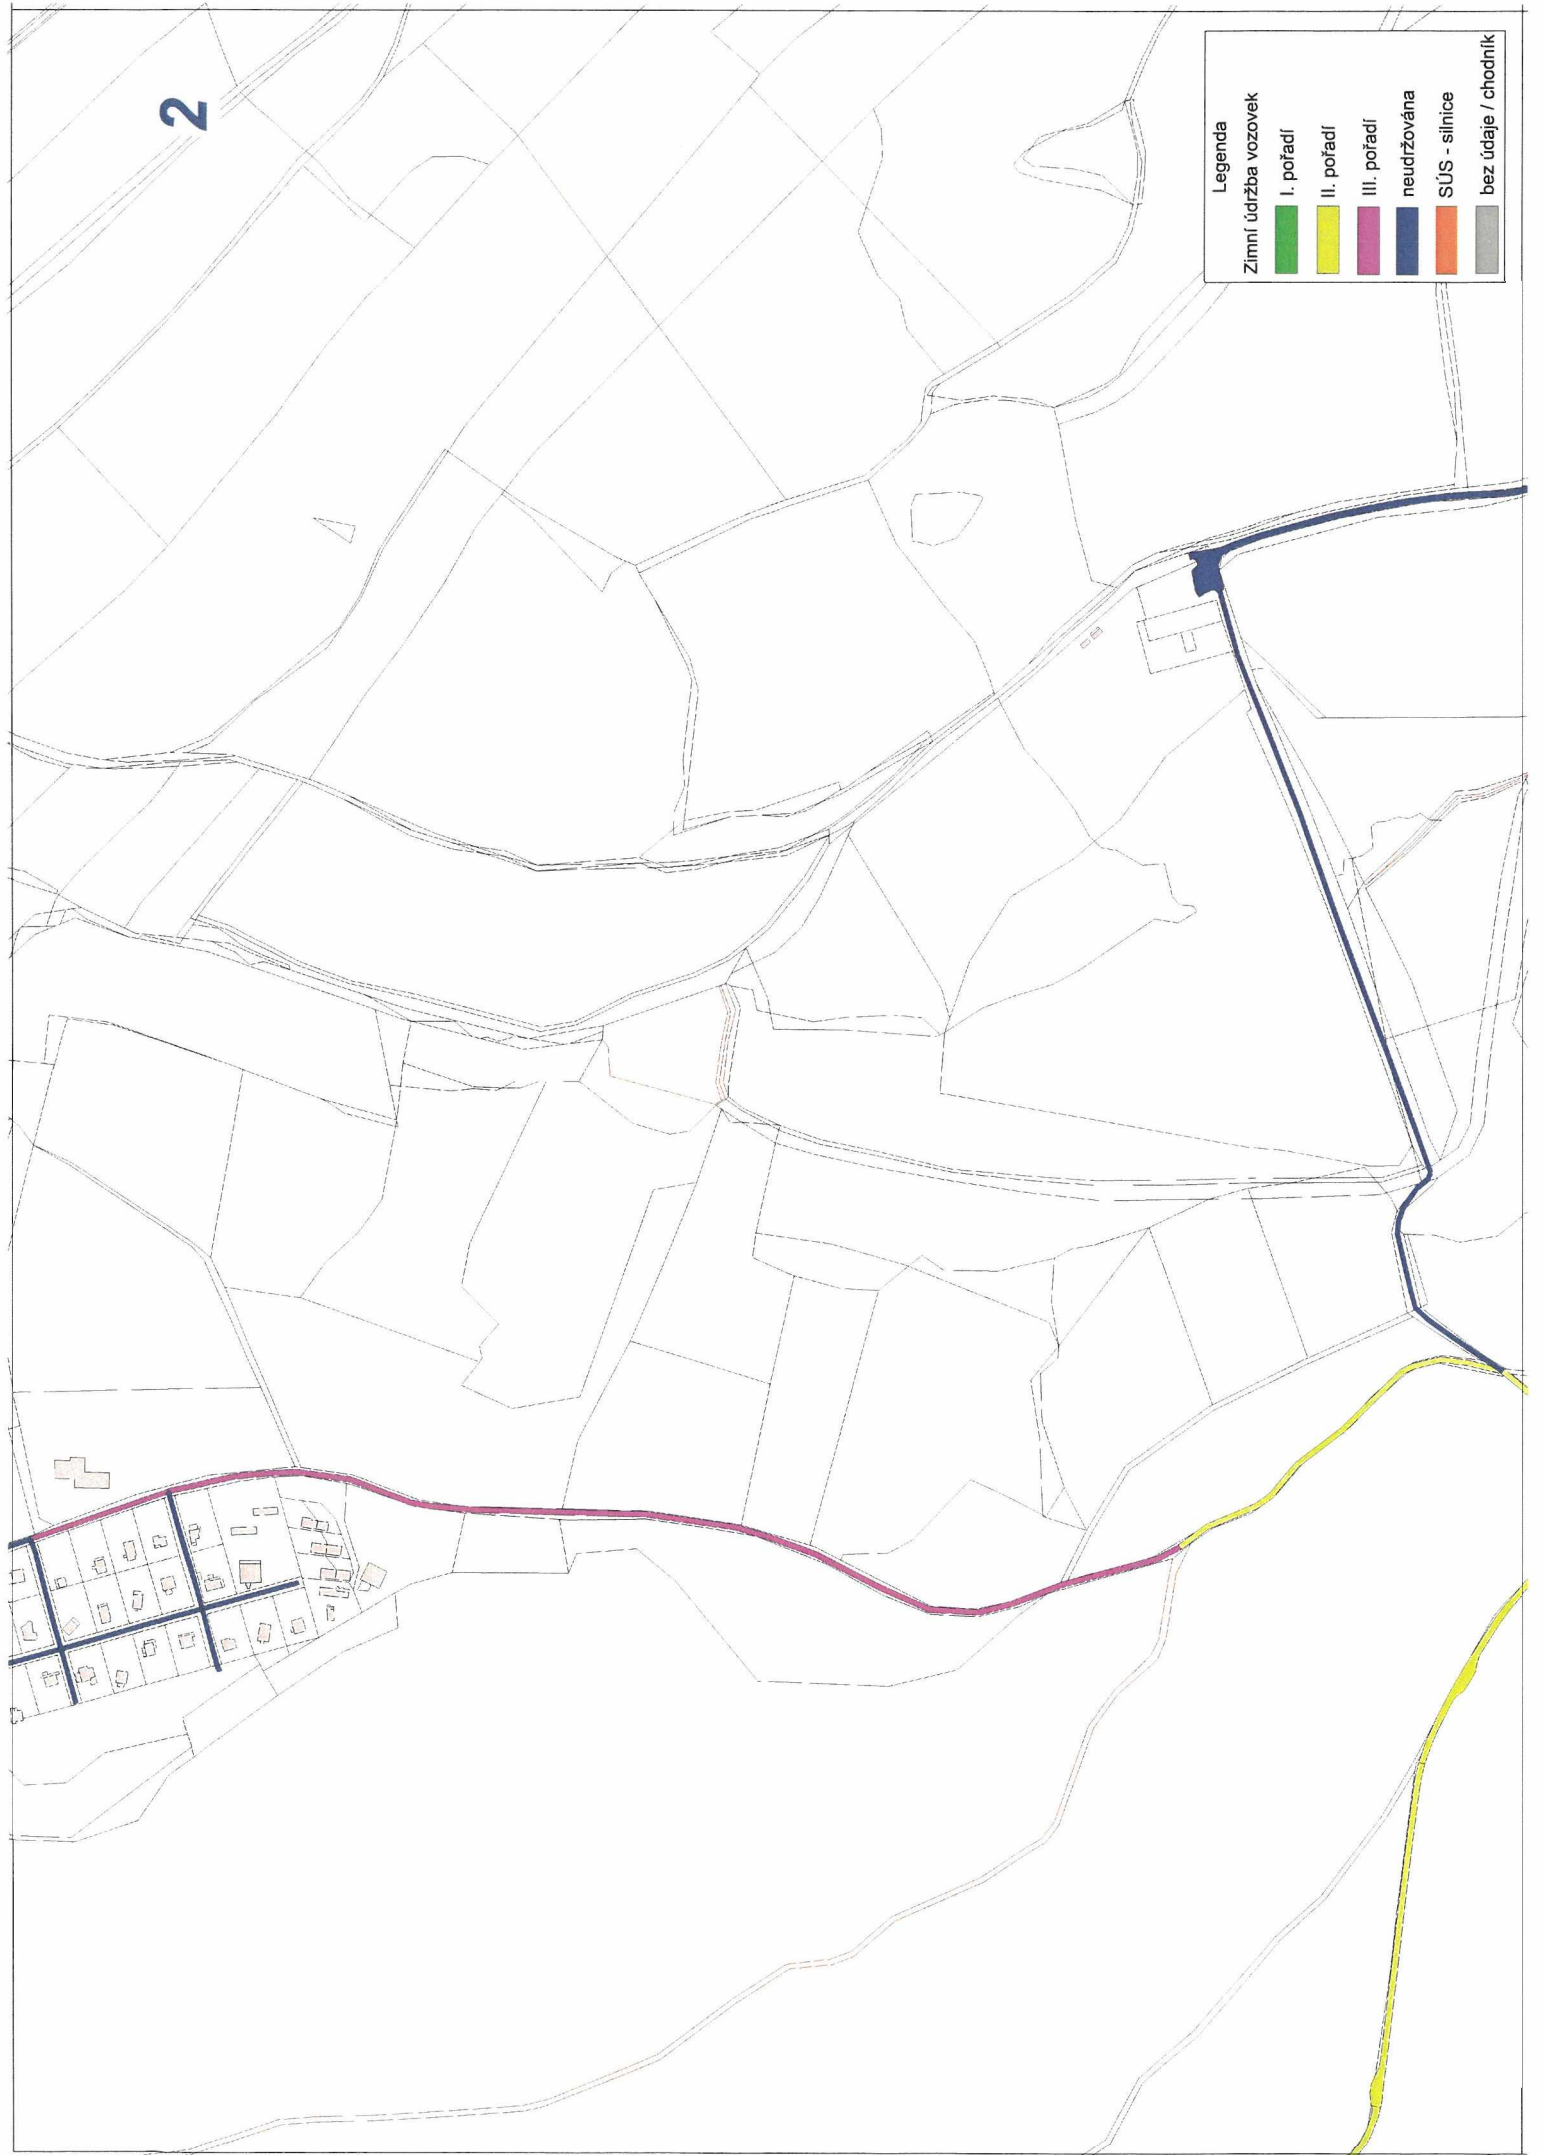 2
Legenda
Zimní údržba vozovek
I. pořadí
II. pořadí
III. pořadí
neudržována
SÚS - silnice
bez údaje / chodník